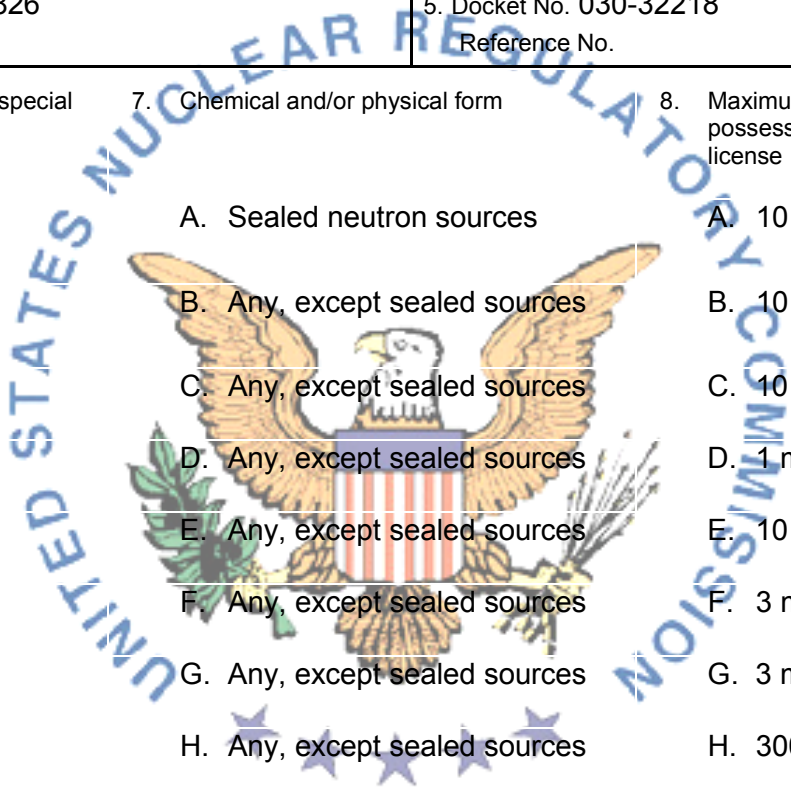 326
5. Docket No. 030-32218
Reference No.
special
7. Chemical and/or physical form
8. Maximu
possess
license
A. Sealed neutron sources
A. 10
B. Any, except sealed sources
B. 10
C. Any, except sealed sources
C. 10
D. Any, except sealed sources
D. 1 m
E. Any, except sealed sources
E. 10
F. Any, except sealed sources
F. 3 m
G. Any, except sealed sources
G. 3 m
H. Any, except sealed sources
H. 300
UNITED STATES NUCLEAR REGULATORY COMMISSION